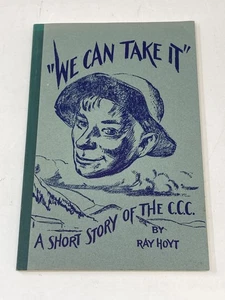 "WE CAN TAKE IT"
A SHORT STORY OF THE C.C.C.
BY
RAY HOYT